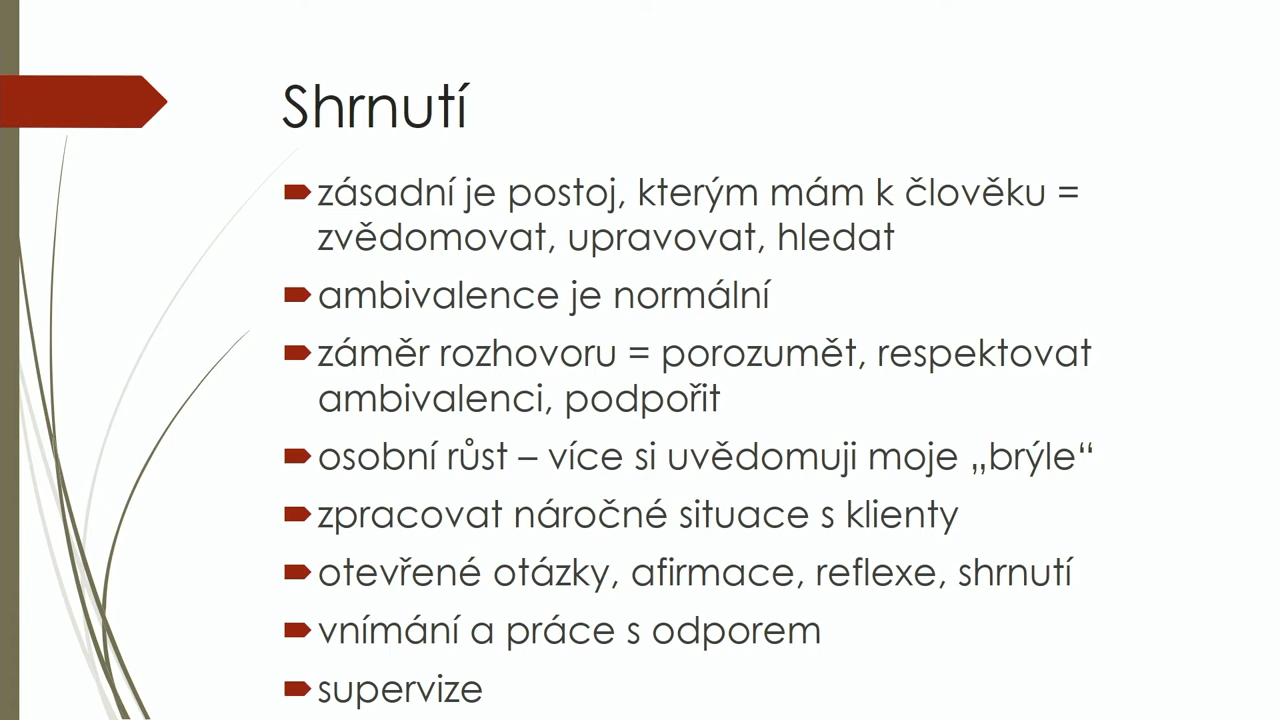 Shrnutí
zásadní je postoj, kterým mám k člověku =
zvědomovat, upravovat, hledat
ambivalence je normální
záměr rozhovoru = porozumět, respektovat
ambivalenci, podpořit
osobní růst – více si uvědomuji moje „brýle“
zpracovat náročné situace s klienty
otevřené otázky, afirmace, reflexe, shrnutí
vnímání a práce s odporem
supervize